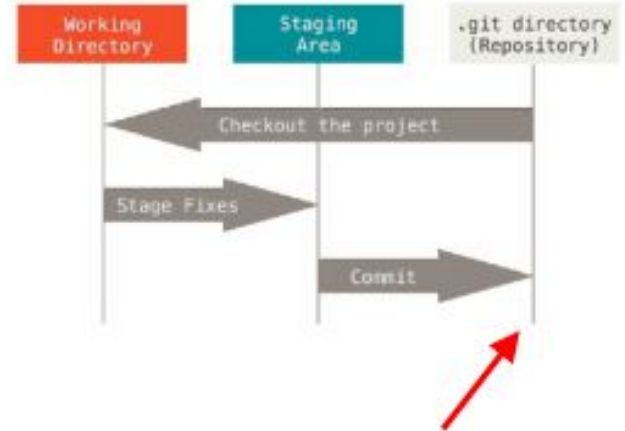 Working
Directory
Staging
Area
.git directory
(Repository)
Checkout the project
Stage Fixes
Commit